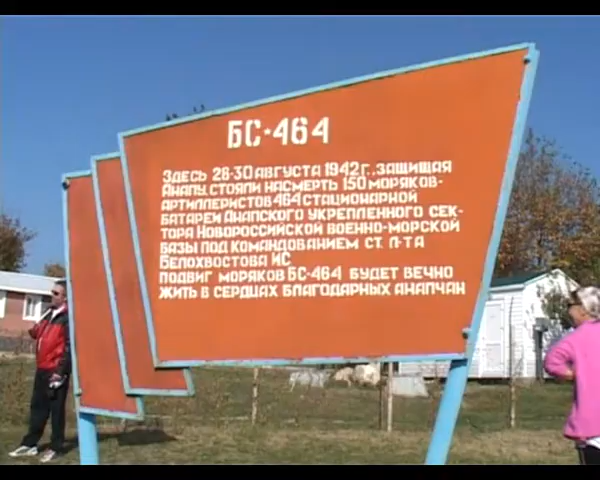 БС-464
Здесь 28-30 августа 1942 г., защищая
Анапу, стояли насмерть 150 моряков-
артиллеристов 464 стационарной
батареи Анапского укрепленного сек-
тора Новороссийской военно-морской
базы под командованием ст. л-та
Белохвостова ИС
Подвиг моряков БС-464 будет вечно
жить в сердцах благодарных анапчан